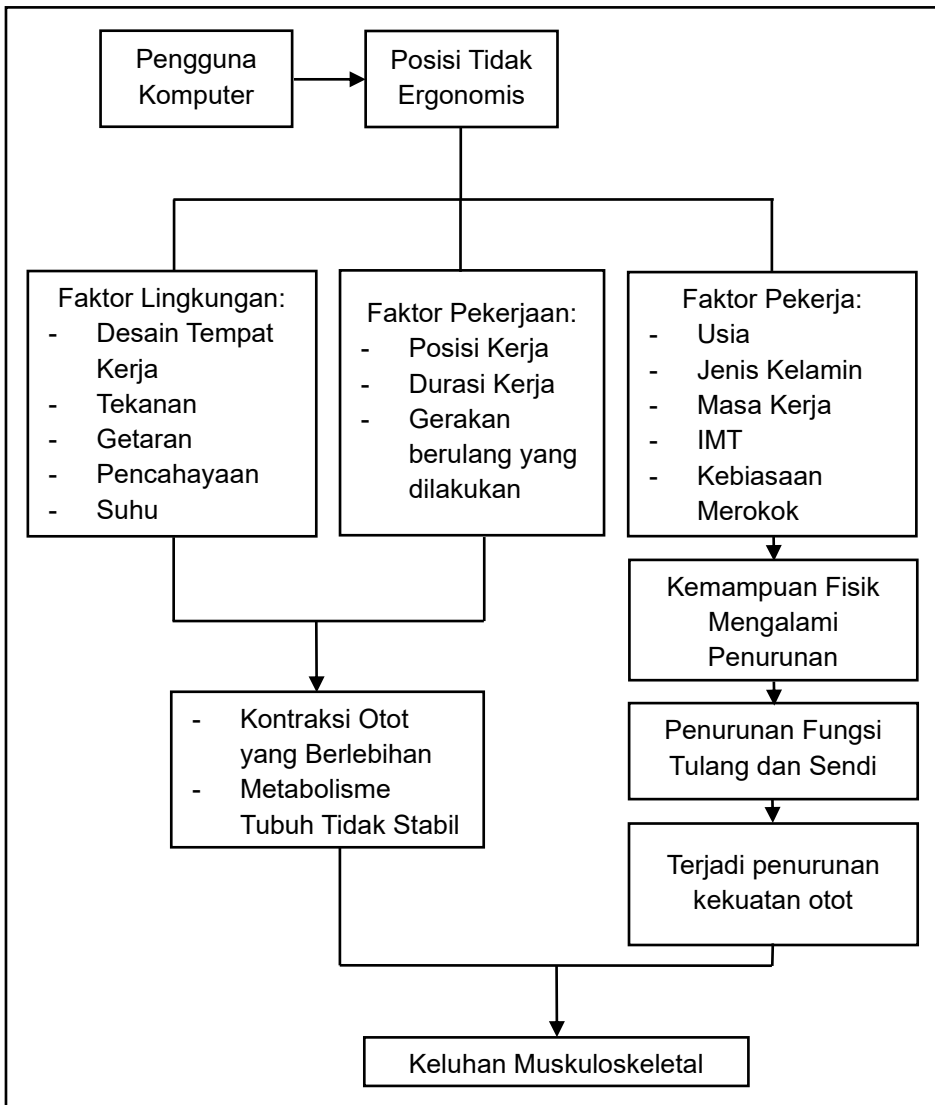 Pengguna
Komputer
Posisi Tidak
Ergonomis
Faktor Lingkungan:
- Desain Tempat
Kerja
- Tekanan
- Getaran
- Pencahayaan
- Suhu
Faktor Pekerjaan:
- Posisi Kerja
- Durasi Kerja
- Gerakan
berulang yang
dilakukan
Faktor Pekerja:
- Usia
- Jenis Kelamin
- Masa Kerja
- IMT
- Kebiasaan
Merokok
Kemampuan Fisik
Mengalami
Penurunan
- Kontraksi Otot
yang Berlebihan
- Metabolisme
Tubuh Tidak Stabil
Penurunan Fungsi
Tulang dan Sendi
Terjadi penurunan
kekuatan otot
Keluhan Muskuloskeletal